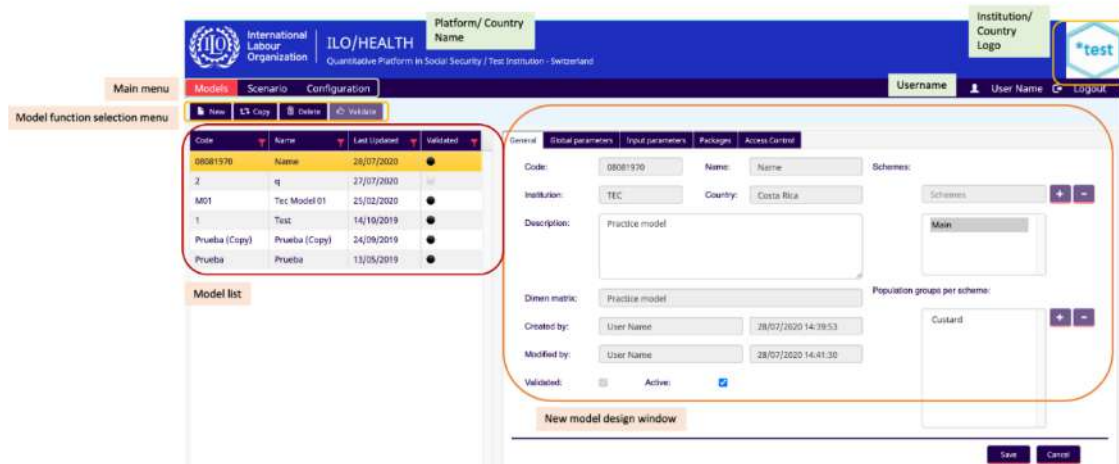 Platform/ Country
Name
Institution/
Country
Logo
International
Labour
Organization
ILO/HEALTH
Quantitative Platform in Social Security / Test Institution - Switzerland
*test
Main menu
Models Scenario Configuration
Username
User Name Logout
Model function selection menu
New Copy Delete Validate
Code Name Last Updated Validated
08081970 Name 28/07/2020
2 q 27/07/2020
M01 Tec Model 01 25/02/2020
1 Test 14/10/2019
Prueba (Copy) Prueba (Copy) 24/09/2019
Prueba Prueba 13/05/2019
Model list
General Global parameters Input parameters Packages Access Control
Code: 08081970 Name: Name Schemes:
Institution: TEC Country: Costa Rica Schemes + -
Description: Practice model Main
Dimen matrix: Practice model Population groups per scheme:
Created by: User Name 28/07/2020 14:39:53 Custard + -
Modified by: User Name 28/07/2020 14:41:30
Validated: Active:
New model design window
Save Cancel